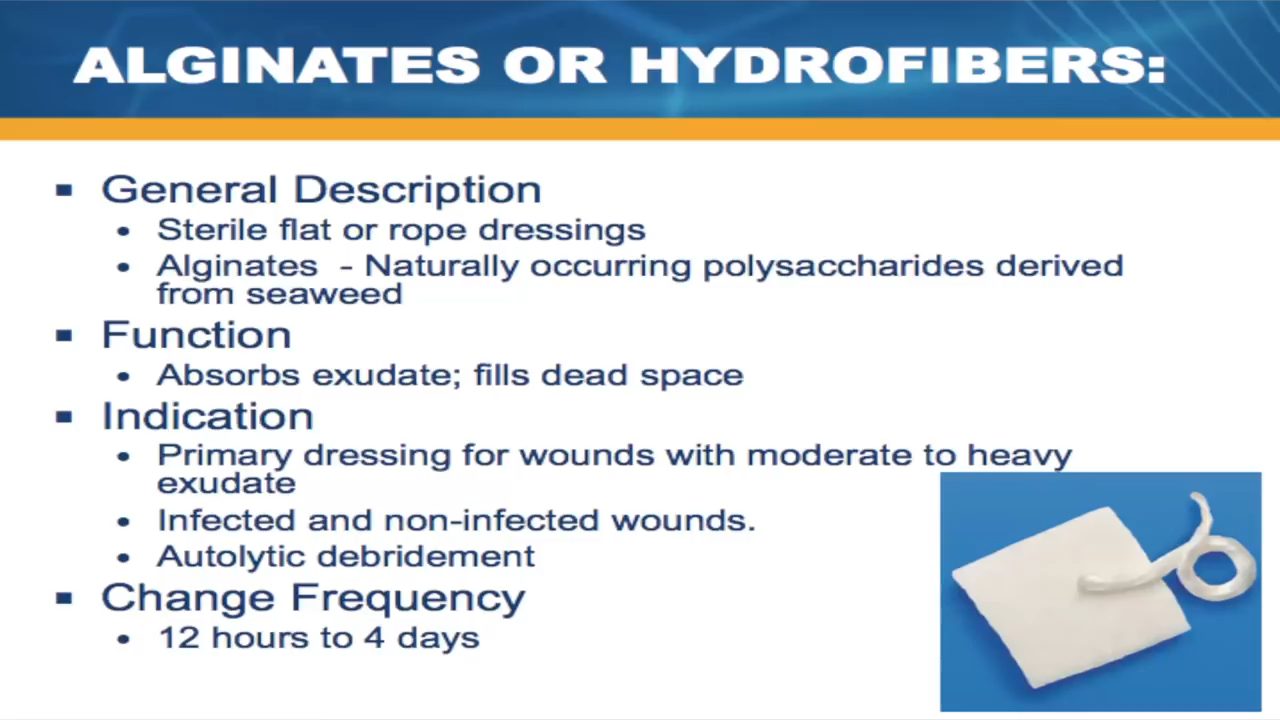 ALGINATES OR HYDROFIBERS:
General Description
Sterile flat or rope dressings
Alginates - Naturally occurring polysaccharides derived
from seaweed
Function
Absorbs exudate; fills dead space
Indication
Primary dressing for wounds with moderate to heavy
exudate
Infected and non-infected wounds.
Autolytic debridement
Change Frequency
12 hours to 4 days